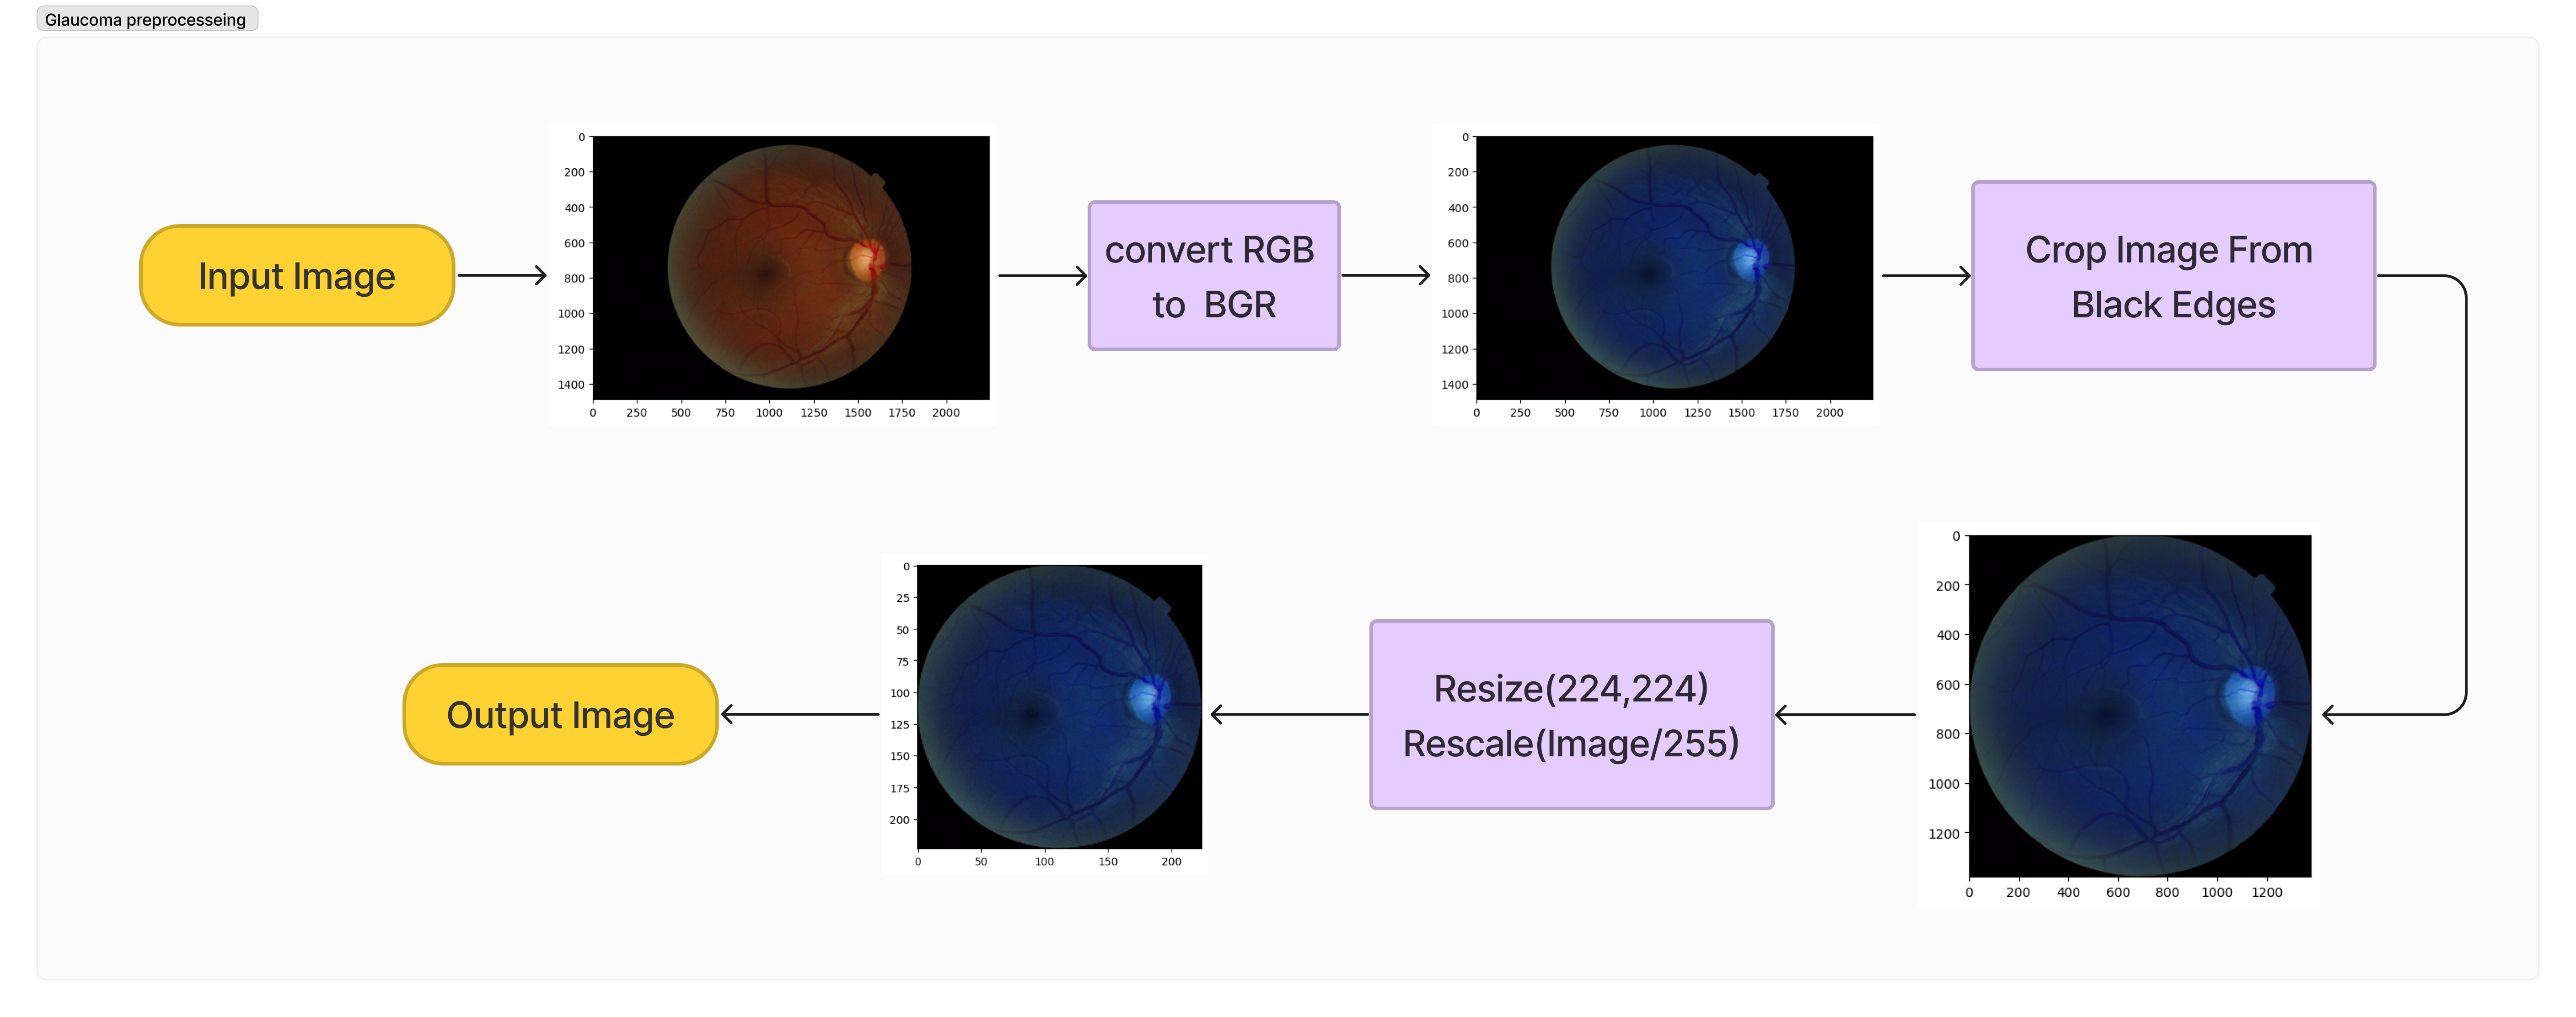 Glaucoma preprocesseing
Input Image
0
200
400
600
800
1000
1200
1400
0 250 500 750 1000 1250 1500 1750 2000
convert RGB
to BGR
0
200
400
600
800
1000
1200
1400
0 250 500 750 1000 1250 1500 1750 2000
Crop Image From
Black Edges
0
200
400
600
800
1000
1200
0 200 400 600 800 1000 1200
Resize(224,224)
Rescale(Image/255)
0
25
50
75
100
125
150
175
200
0 50 100 150 200
Output Image